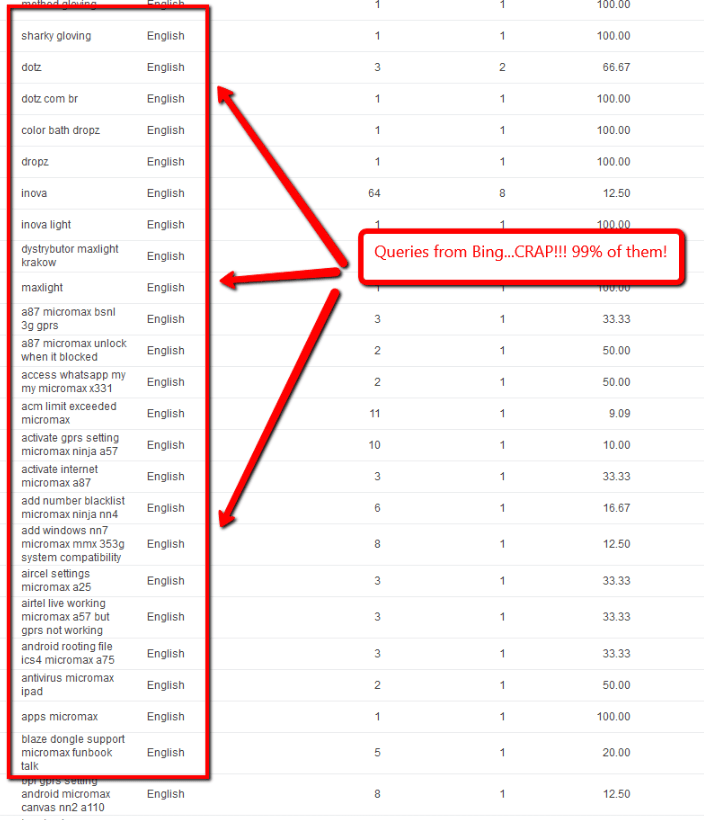 method gloving English 1 1 100.00
sharky gloving English 1 1 100.00
dotz English 3 2 66.67
dotz com br English 1 1 100.00
color bath dropz English 1 1 100.00
dropz English 1 1 100.00
inova English 64 8 12.50
inova light English 1 1 100.00
Queries from Bing...CRAP!!! 99% of them!
dystrybutor maxlight
krakow English
maxlight English 1 1 100.00
a87 micromax bsnl
3g gprs English 3 1 33.33
a87 micromax unlock
when it blocked English 2 1 50.00
access whatsapp my
my micromax x331 English 2 1 50.00
acm limit exceeded
micromax English 11 1 9.09
activate gprs setting
micromax ninja a57 English 10 1 10.00
activate internet
micromax a87 English 3 1 33.33
add number blacklist
micromax ninja nn4 English 6 1 16.67
add windows nn7
micromax mmx 353g English 8 1 12.50
system compatibility
aircel settings
micromax a25 English 3 1 33.33
airtel live working
micromax a57 but English 3 1 33.33
gprs not working
android rooting file
ics4 micromax a75 English 3 1 33.33
antivirus micromax
ipad English 2 1 50.00
apps micromax English 1 1 100.00
blaze dongle support
micromax funbook English 5 1 20.00
talk
bpl gprs setting
android micromax English 8 1 12.50
canvas nn2 a110